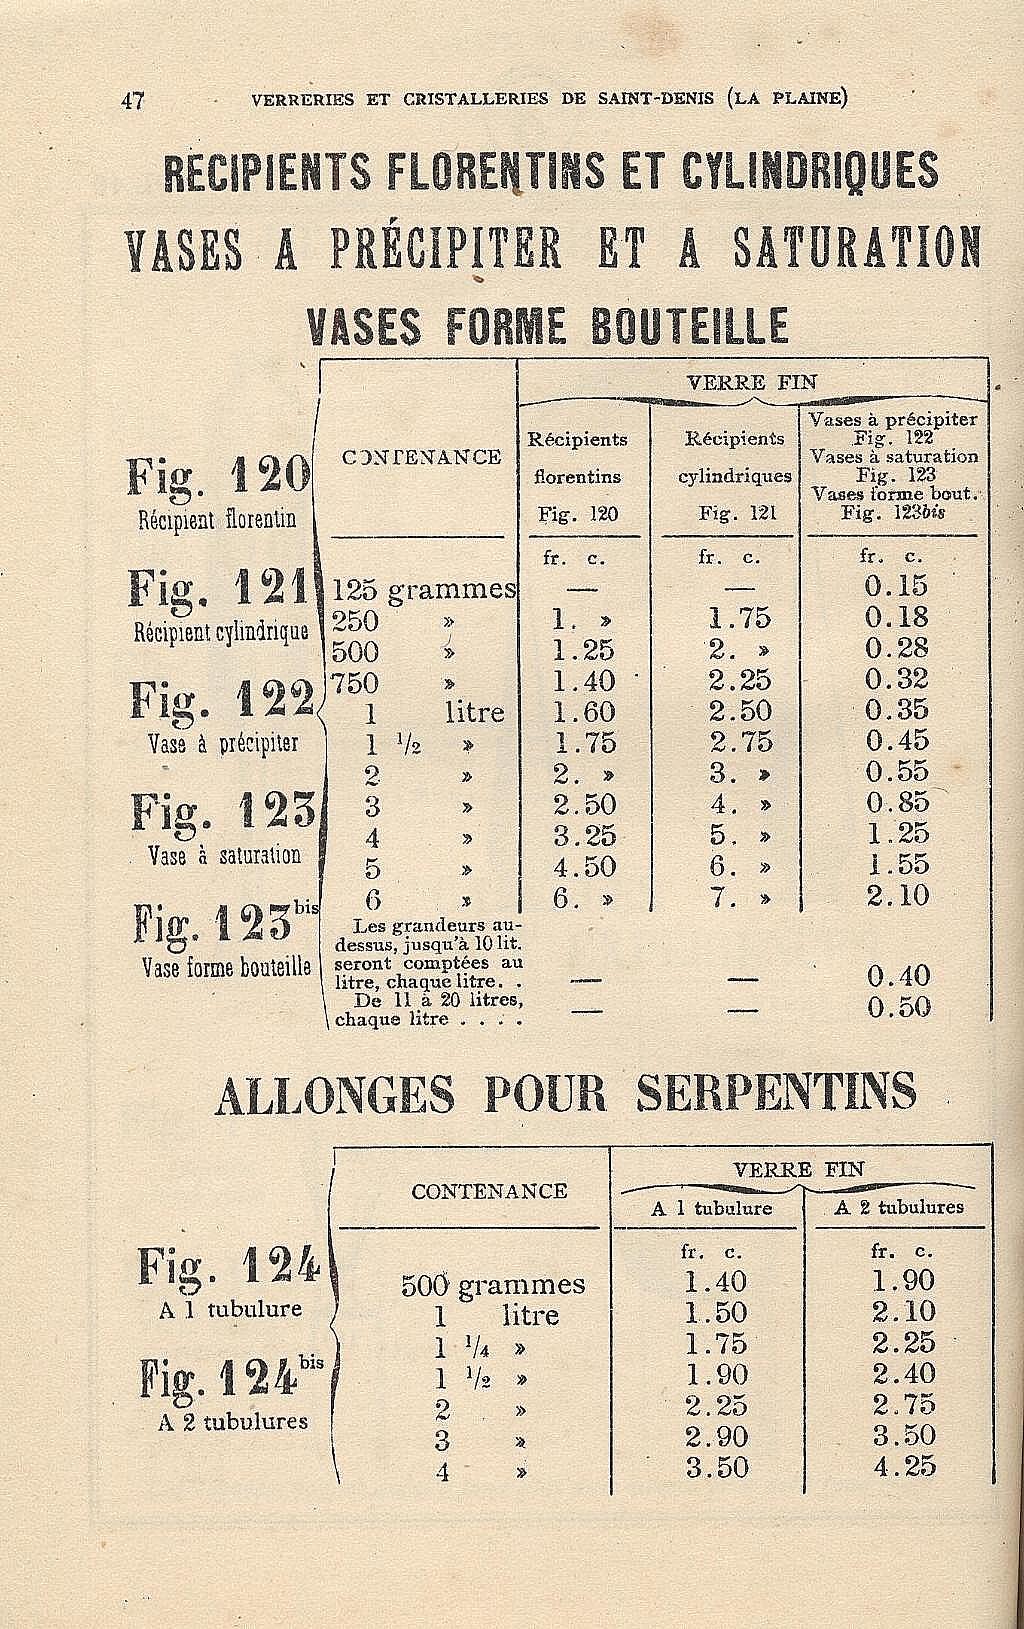 47 VERRERIES ET CRISTALLERIES DE SAINT-DENIS (LA PLAINE)
RÉCIPIENTS FLORENTINS ET CYLINDRIQUES
VASES A PRÉCIPITER ET A SATURATION
VASES FORME BOUTEILLE
Fig. 120
Récipient florentin
Fig. 121
Récipient cylindrique
Fig. 122
Vase à précipiter
Fig. 123
Vase à saturation
Fig. 123bis
Vase forme bouteille
CONTENANCE
VERRE FIN
Récipients
florentins
Fig. 120
Récipients
cylindriques
Fig. 121
Vases à précipiter
Fig. 122
Vases à saturation
Fig. 123
Vases forme bout.
Fig. 123bis
fr. c. fr. c. fr. c.
125 grammes — — 0.15
250 » 1. » 1.75 0.18
500 » 1.25 2. » 0.28
750 » 1.40 2.25 0.32
1 litre 1.60 2.50 0.35
1 1/2 » 1.75 2.75 0.45
2 » 2. » 3. » 0.55
3 » 2.50 4. » 0.85
4 » 3.25 5. » 1.25
5 » 4.50 6. » 1.55
6 » 6. » 7. » 2.10
Les grandeurs au-
dessus, jusqu'à 10 lit.
seront comptées au
litre, chaque litre. . — — 0.40
De 11 à 20 litres,
chaque litre . . . . — — 0.50
ALLONGES POUR SERPENTINS
Fig. 124
A 1 tubulure
Fig. 124bis
A 2 tubulures
CONTENANCE
VERRE FIN
A 1 tubulure A 2 tubulures
fr. c. fr. c.
500 grammes 1.40 1.90
1 litre 1.50 2.10
1 1/4 » 1.75 2.25
1 1/2 » 1.90 2.40
2 » 2.25 2.75
3 » 2.90 3.50
4 » 3.50 4.25